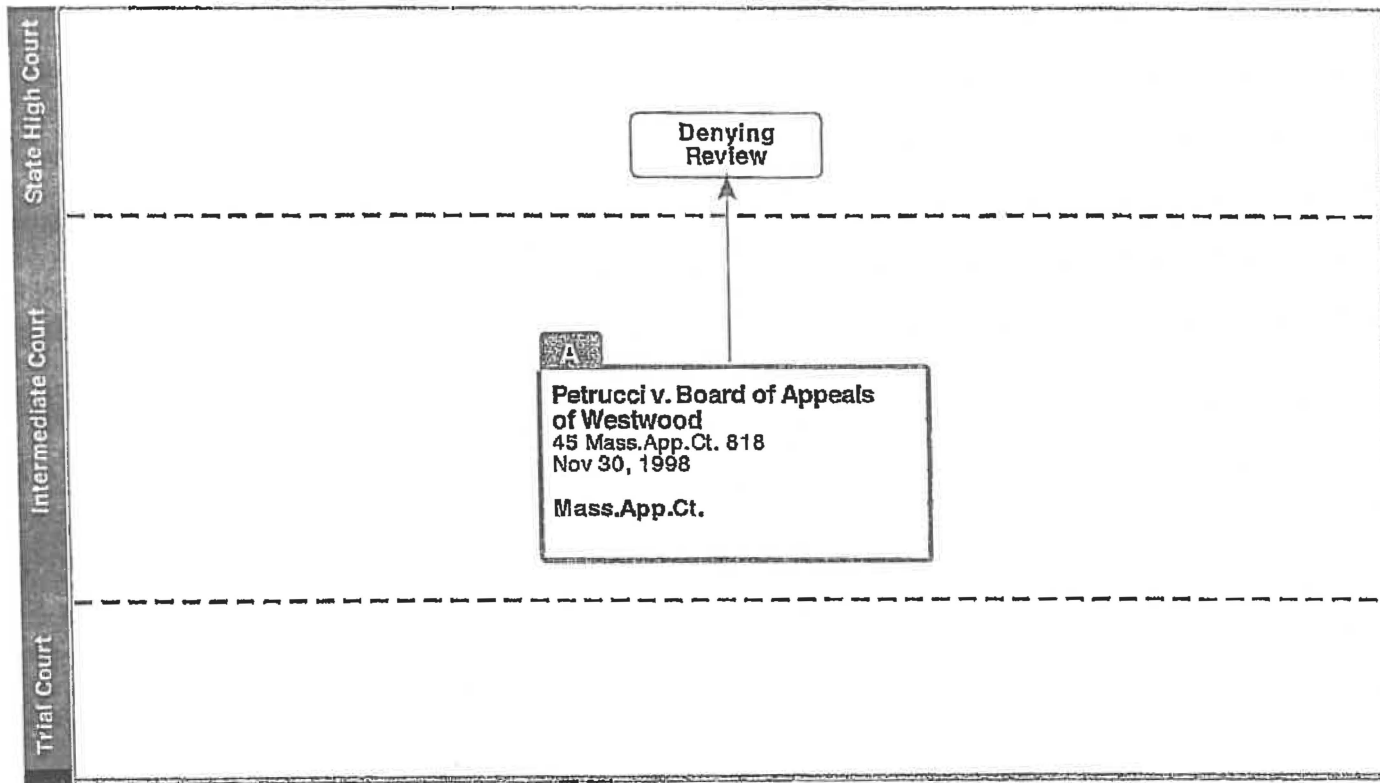 State High Court
Denying
Review
Intermediate Court
A
Petrucci v. Board of Appeals
of Westwood
45 Mass.App.Ct. 818
Nov 30, 1998
Mass.App.Ct.
Trial Court